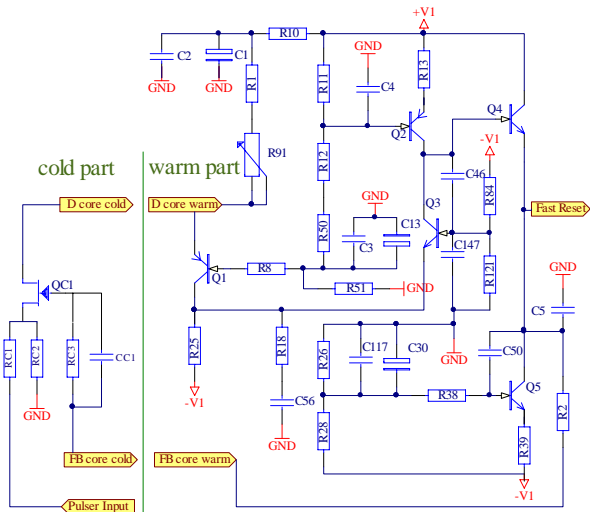 +V1
R10
GND
C2
C1
R1
R11
C4
R13
GND
GND
Q2
Q4
-V1
cold part
warm part
R91
R12
C46
R84
GND
Q3
D core cold
D core warm
C13
Fast Reset
R50
C3
C147
R121
GND
Q1
R8
R51
GND
QC1
C5
RC1
RC2
RC3
CC1
R25
R18
R26
C117
C30
GND
C50
Q5
GND
-V1
C56
R38
R2
R28
R39
GND
FB core cold
FB core warm
-V1
Pulser Input